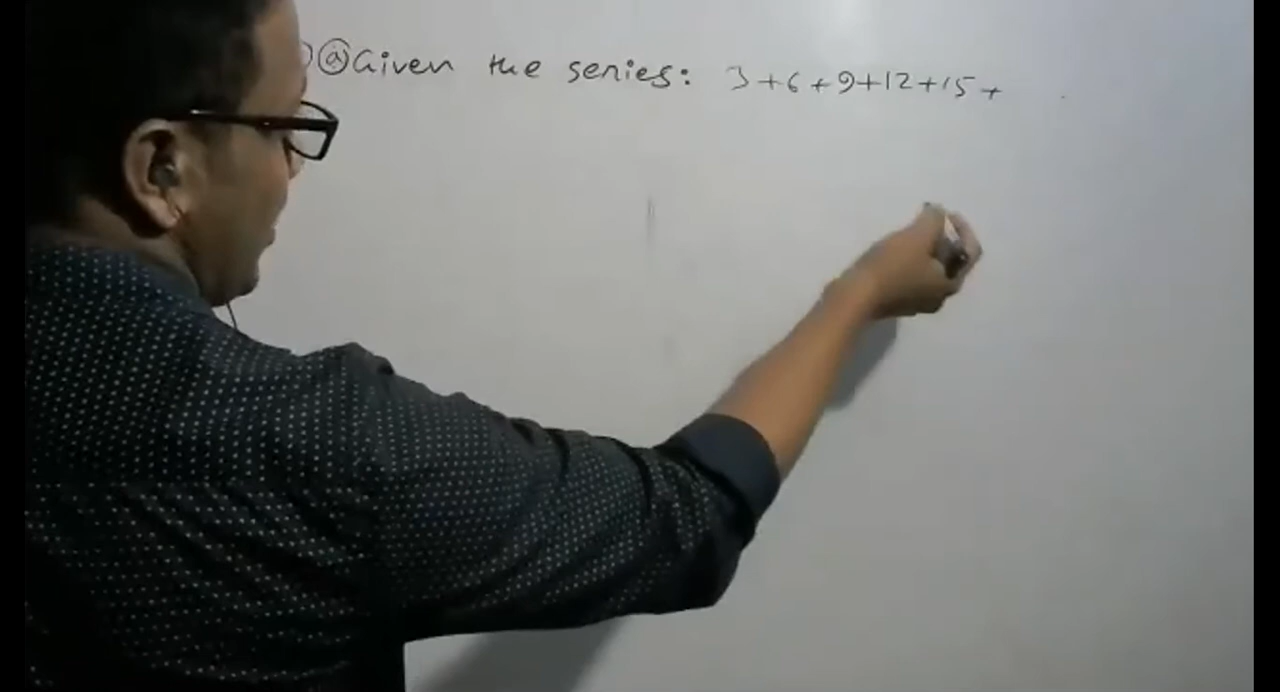 ⓐ Given the series: 3+6+9+12+15+